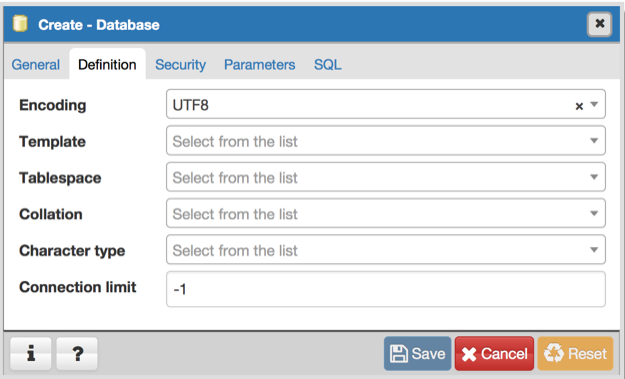 Create - Database
General Definition Security Parameters SQL
Encoding UTF8
Template Select from the list
Tablespace Select from the list
Collation Select from the list
Character type Select from the list
Connection limit -1
i ? Save Cancel Reset